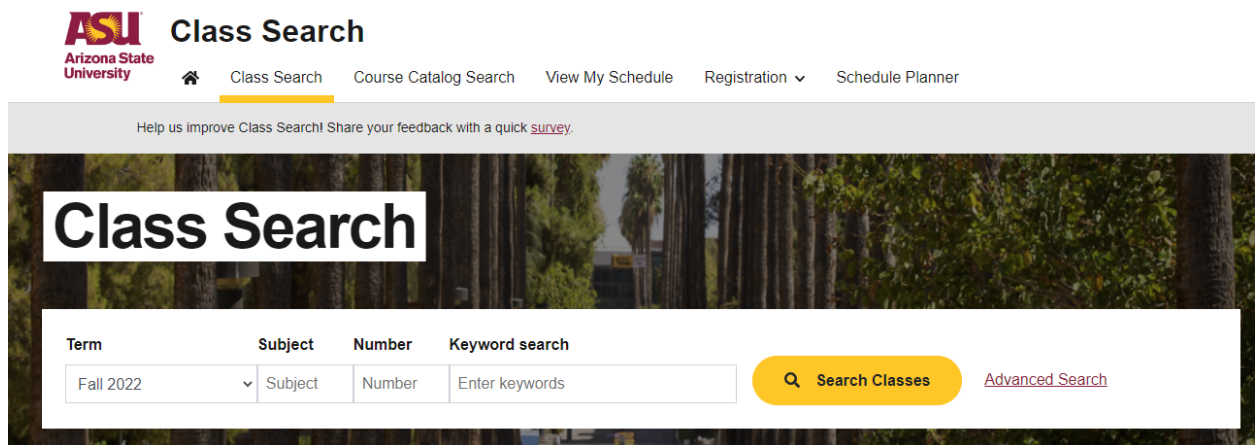 ASU
Arizona State
University
Class Search
Class Search
Course Catalog Search
View My Schedule
Registration
Schedule Planner
Help us improve Class Search! Share your feedback with a quick survey.
Class Search
Term
Subject
Number
Keyword search
Fall 2022
Subject
Number
Enter keywords
Search Classes
Advanced Search